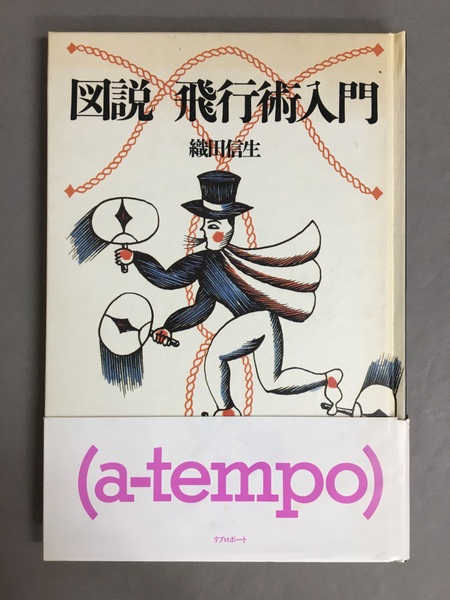 図説 飛行術入門
織田信生
(a-tempo)
リブロポート